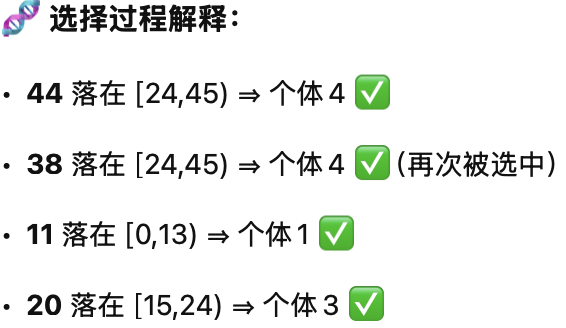 🧬 选择过程解释：
• 44 落在 [24,45) ⇒ 个体 4 ✅
• 38 落在 [24,45) ⇒ 个体 4 ✅（再次被选中）
• 11 落在 [0,13) ⇒ 个体 1 ✅
• 20 落在 [15,24) ⇒ 个体 3 ✅